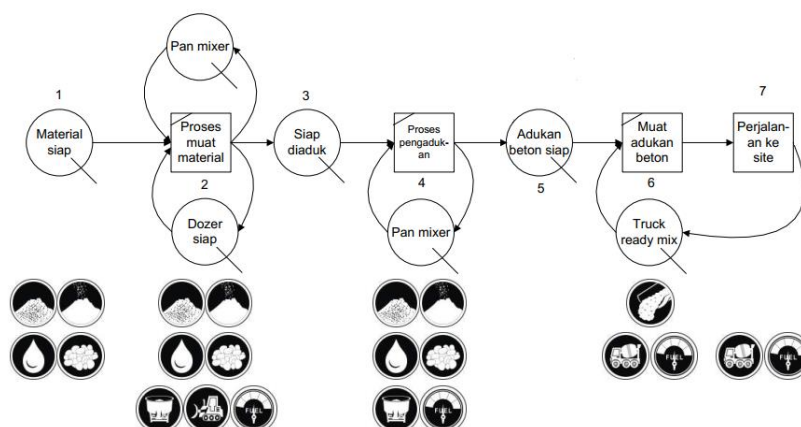 Pan mixer
1
3
7
Material
siap
Proses
muat
material
Siap
diaduk
Proses
pengaduk-
an
Adukan
beton siap
Muat
adukan
beton
Perjalan-
an ke
site
2
4
5
6
Dozer
siap
Pan mixer
Truck
ready mix
FUEL
FUEL
FUEL
FUEL